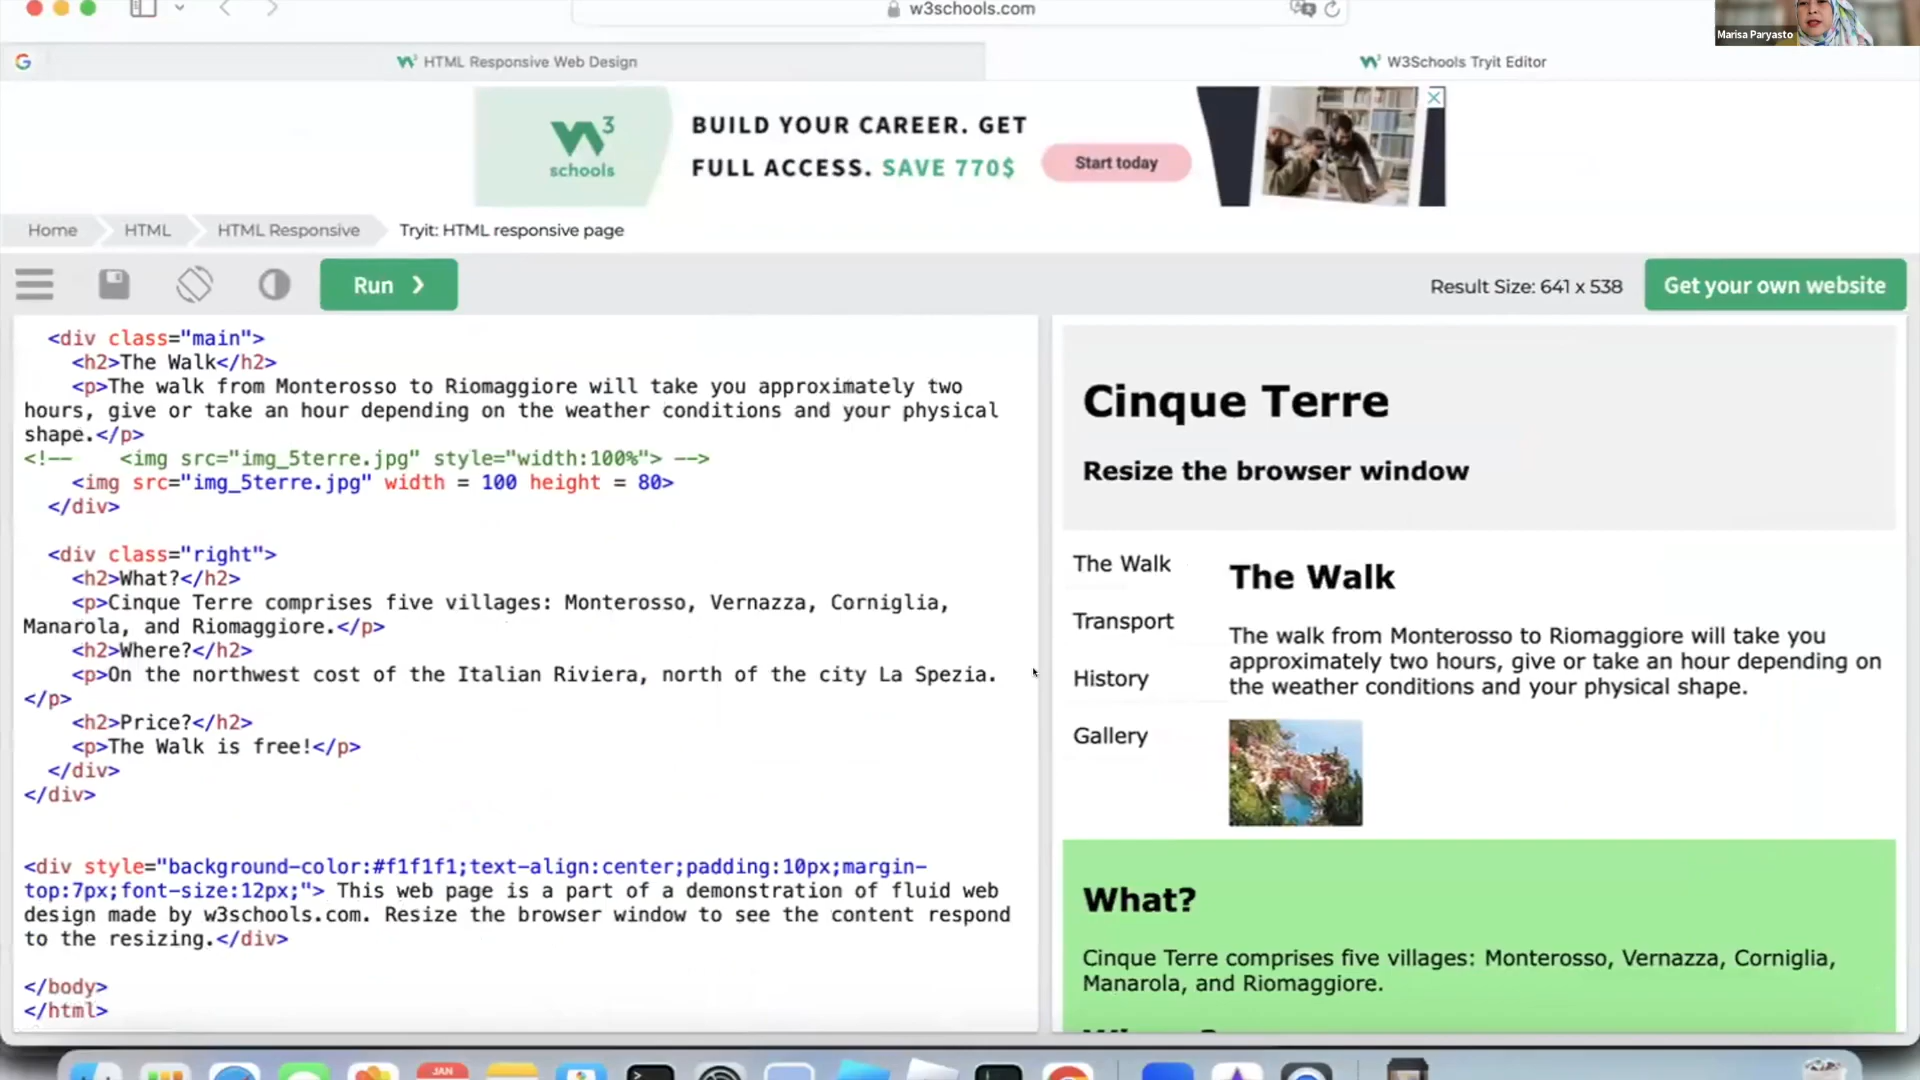 w3schools.com
Marisa Paryasto
HTML Responsive Web Design
W3Schools Tryit Editor
W3 schools
BUILD YOUR CAREER. GET
FULL ACCESS. SAVE 770$
Start today
Home
HTML
HTML Responsive
Tryit: HTML responsive page
Run ❯
Result Size: 641 x 538
Get your own website
<div class="main">
<h2>The Walk</h2>
<p>The walk from Monterosso to Riomaggiore will take you approximately two
hours, give or take an hour depending on the weather conditions and your physical
shape.</p>
<!-- <img src="img_5terre.jpg" style="width:100%"> -->
<img src="img_5terre.jpg" width = 100 height = 80>
</div>
<div class="right">
<h2>What?</h2>
<p>Cinque Terre comprises five villages: Monterosso, Vernazza, Corniglia,
Manarola, and Riomaggiore.</p>
<h2>Where?</h2>
<p>On the northwest cost of the Italian Riviera, north of the city La Spezia.
</p>
<h2>Price?</h2>
<p>The Walk is free!</p>
</div>
</div>
<div style="background-color:#f1f1f1;text-align:center;padding:10px;margin-
top:7px;font-size:12px;"> This web page is a part of a demonstration of fluid web
design made by w3schools.com. Resize the browser window to see the content respond
to the resizing.</div>
</body>
</html>
Cinque Terre
Resize the browser window
The Walk
Transport
History
Gallery
The Walk
The walk from Monterosso to Riomaggiore will take you
approximately two hours, give or take an hour depending on
the weather conditions and your physical shape.
What?
Cinque Terre comprises five villages: Monterosso, Vernazza, Corniglia,
Manarola, and Riomaggiore.
JAN